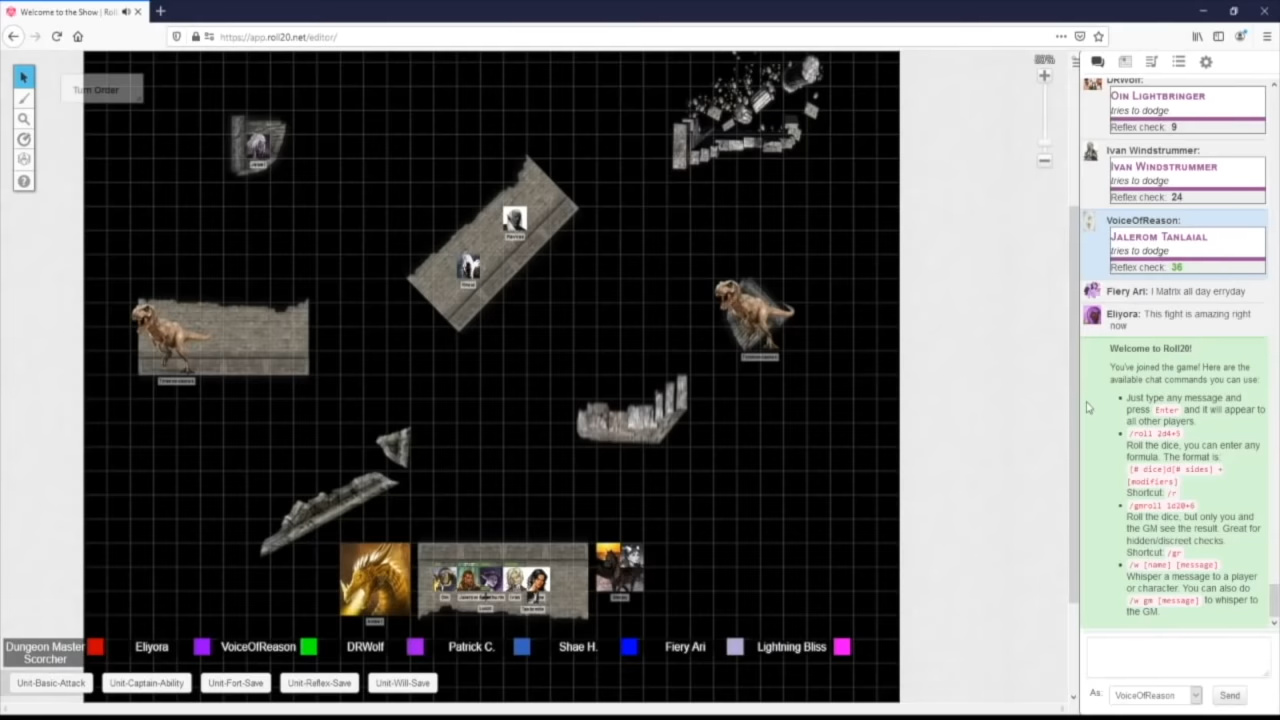 Welcome to the Show | Roll
https://app.roll20.net/editor/
80%
Turn Order
DRWolf:
OIN LIGHTBRINGER
tries to dodge
Reflex check: 9
Ivan Windstrummer:
IVAN WINDSTRUMMER
tries to dodge
Reflex check: 24
VoiceOfReason:
JALEROM TANLAIAL
tries to dodge
Reflex check: 36
Fiery Ari: I Matrix all day erryday
Eliyora: This fight is amazing right
now
Welcome to Roll20!
You've joined the game! Here are the
available chat commands you can use:
• Just type any message and
press Enter and it will appear to
all other players.
• /roll 2d4+5
Roll the dice, you can enter any
formula. The format is:
[# dice]d[# sides] +
[modifiers]
Shortcut: /r
• /gmroll 1d20+6
Roll the dice, but only you and
the GM see the result. Great for
hidden/discreet checks.
Shortcut: /gr
• /w [name] [message]
Whisper a message to a player
or character. You can also do
/w gm [message] to whisper to
the GM.
Dungeon Master
Scorcher
Eliyora
VoiceOfReason
DRWolf
Patrick C.
Shae H.
Fiery Ari
Lightning Bliss
Unit-Basic-Attack
Unit-Captain-Ability
Unit-Fort-Save
Unit-Reflex-Save
Unit-Will-Save
As: VoiceOfReason
Send